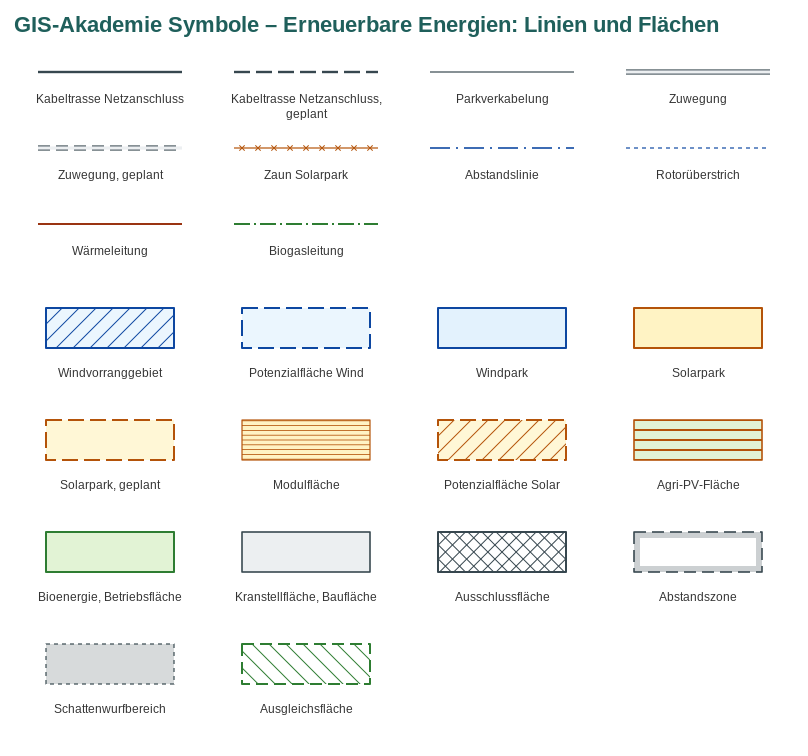 GIS-Akademie Symbole – Erneuerbare Energien: Linien und Flächen
Kabeltrasse Netzanschluss
Kabeltrasse Netzanschluss,
geplant
Parkverkabelung
Zuwegung
Zuwegung, geplant
Zaun Solarpark
Abstandslinie
Rotorüberstrich
Wärmeleitung
Biogasleitung
Windvorranggebiet
Potenzialfläche Wind
Windpark
Solarpark
Solarpark, geplant
Modulfläche
Potenzialfläche Solar
Agri-PV-Fläche
Bioenergie, Betriebsfläche
Kranstellfläche, Baufläche
Ausschlussfläche
Abstandszone
Schattenwurfbereich
Ausgleichsfläche